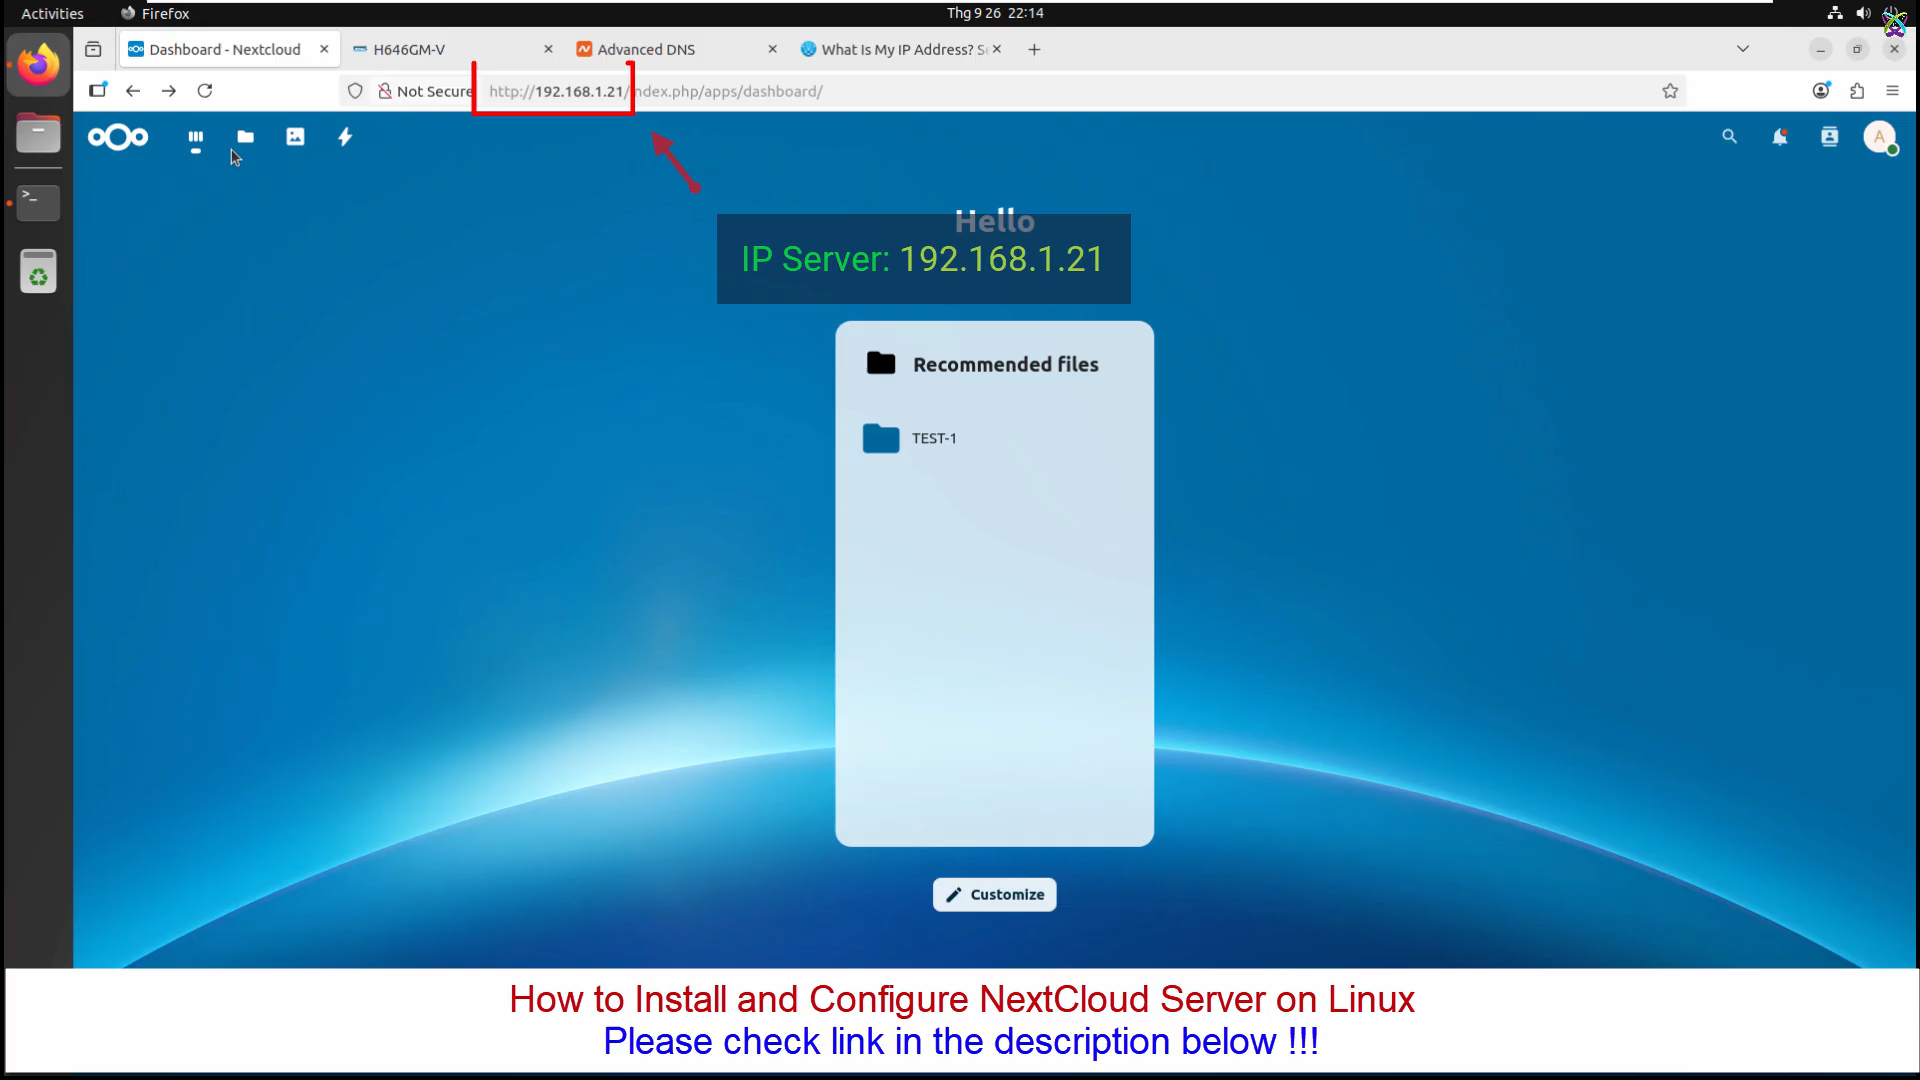 Activities
Firefox
Thg 9 26 22:14
Dashboard - Nextcloud
H646GM-V
Advanced DNS
What Is My IP Address? S
Not Secure
http://192.168.1.21/index.php/apps/dashboard/
A
Hello
IP Server: 192.168.1.21
Recommended files
TEST-1
Customize
How to Install and Configure NextCloud Server on Linux
Please check link in the description below !!!